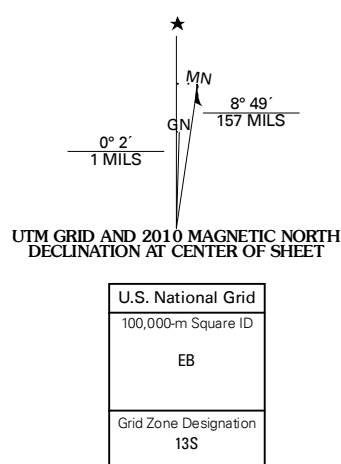 ★
MN
8° 49´
157 MILS
GN
0° 2´
1 MILS
UTM GRID AND 2010 MAGNETIC NORTH
DECLINATION AT CENTER OF SHEET
U.S. National Grid
100,000-m Square ID
EB
Grid Zone Designation
13S